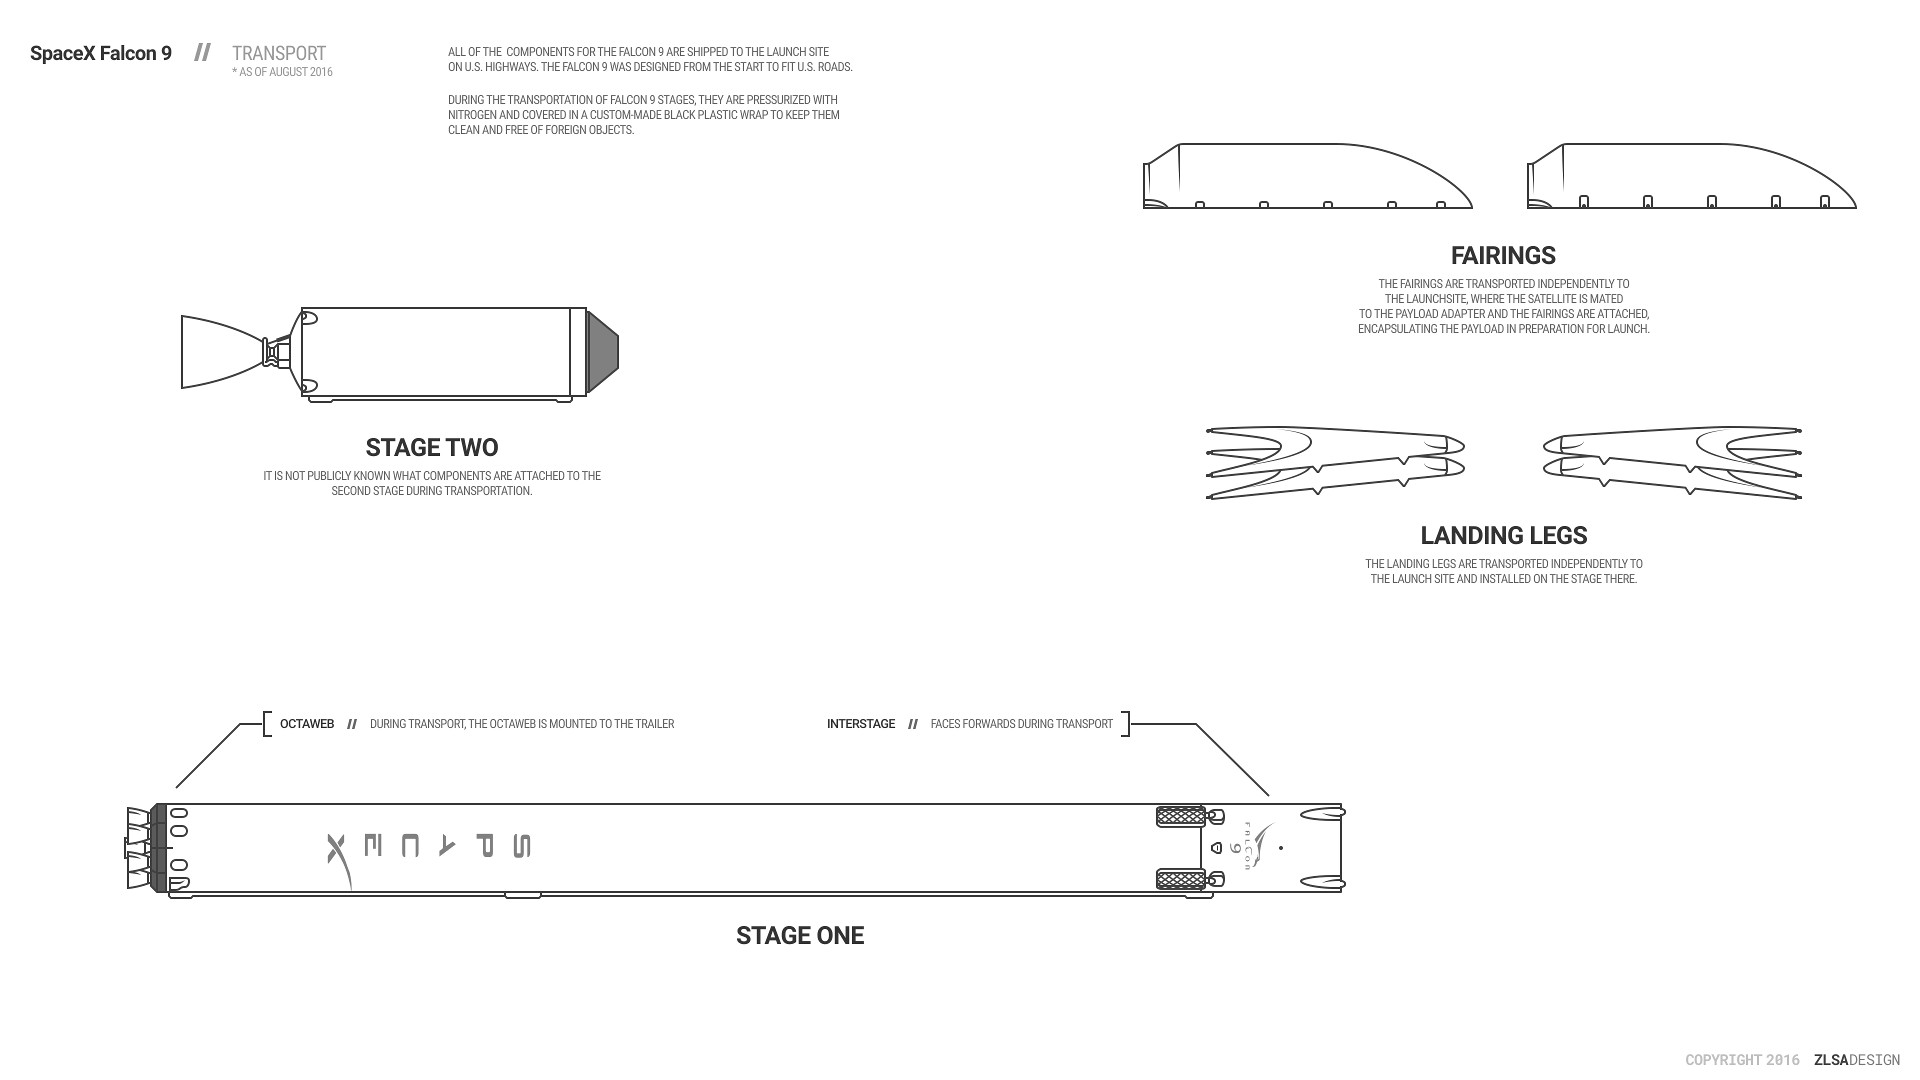 SpaceX Falcon 9 // TRANSPORT
* AS OF AUGUST 2016
ALL OF THE COMPONENTS FOR THE FALCON 9 ARE SHIPPED TO THE LAUNCH SITE
ON U.S. HIGHWAYS. THE FALCON 9 WAS DESIGNED FROM THE START TO FIT U.S. ROADS.
DURING THE TRANSPORTATION OF FALCON 9 STAGES, THEY ARE PRESSURIZED WITH
NITROGEN AND COVERED IN A CUSTOM-MADE BLACK PLASTIC WRAP TO KEEP THEM
CLEAN AND FREE OF FOREIGN OBJECTS.
FAIRINGS
THE FAIRINGS ARE TRANSPORTED INDEPENDENTLY TO
THE LAUNCHSITE, WHERE THE SATELLITE IS MATED
TO THE PAYLOAD ADAPTER AND THE FAIRINGS ARE ATTACHED,
ENCAPSULATING THE PAYLOAD IN PREPARATION FOR LAUNCH.
STAGE TWO
IT IS NOT PUBLICLY KNOWN WHAT COMPONENTS ARE ATTACHED TO THE
SECOND STAGE DURING TRANSPORTATION.
LANDING LEGS
THE LANDING LEGS ARE TRANSPORTED INDEPENDENTLY TO
THE LAUNCH SITE AND INSTALLED ON THE STAGE THERE.
OCTAWEB // DURING TRANSPORT, THE OCTAWEB IS MOUNTED TO THE TRAILER
INTERSTAGE // FACES FORWARDS DURING TRANSPORT
SPACEX
FALCON
9
STAGE ONE
COPYRIGHT 2016 ZLSADESIGN